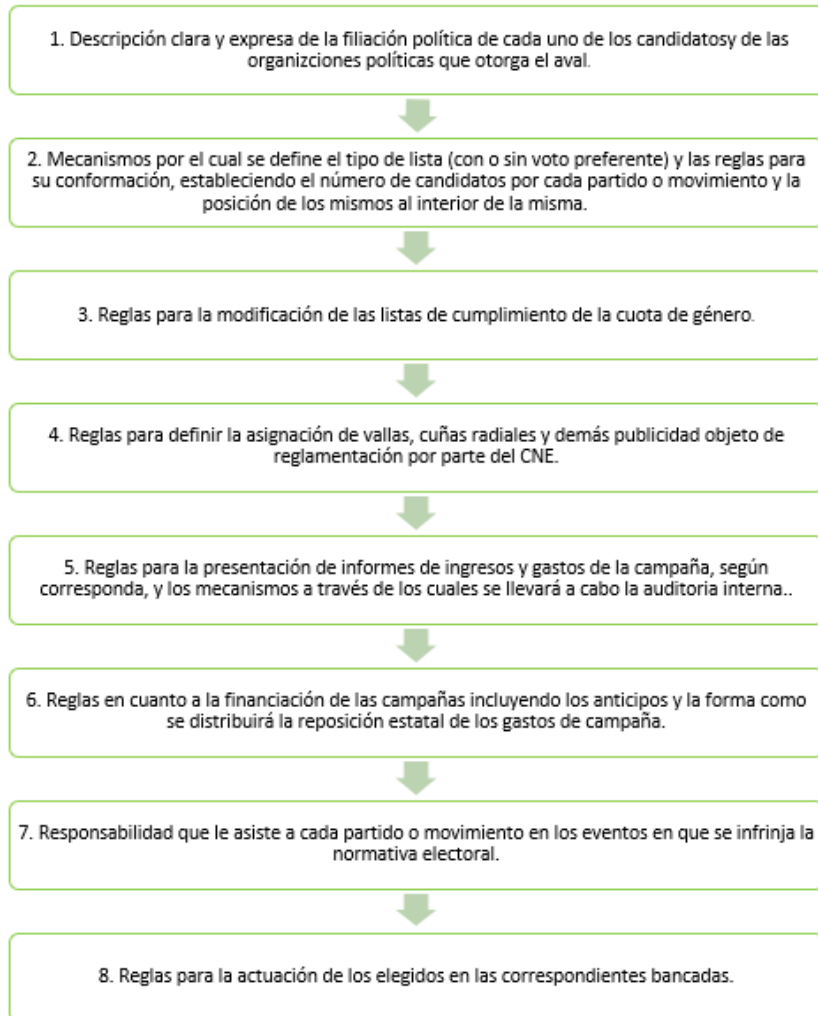 1. Descripción clara y expresa de la filiación política de cada uno de los candidatosy de las
organizciones políticas que otorga el aval.
2. Mecanismos por el cual se define el tipo de lista (con o sin voto preferente) y las reglas para
su conformación, estableciendo el número de candidatos por cada partido o movimiento y la
posición de los mismos al interior de la misma.
3. Reglas para la modificación de las listas de cumplimiento de la cuota de género.
4. Reglas para definir la asignación de vallas, cuñas radiales y demás publicidad objeto de
reglamentación por parte del CNE.
5. Reglas para la presentación de informes de ingresos y gastos de la campaña, según
corresponda, y los mecanismos a través de los cuales se llevará a cabo la auditoria interna..
6. Reglas en cuanto a la financiación de las campañas incluyendo los anticipos y la forma como
se distribuirá la reposición estatal de los gastos de campaña.
7. Responsabilidad que le asiste a cada partido o movimiento en los eventos en que se infrinja la
normativa electoral.
8. Reglas para la actuación de los elegidos en las correspondientes bancadas.